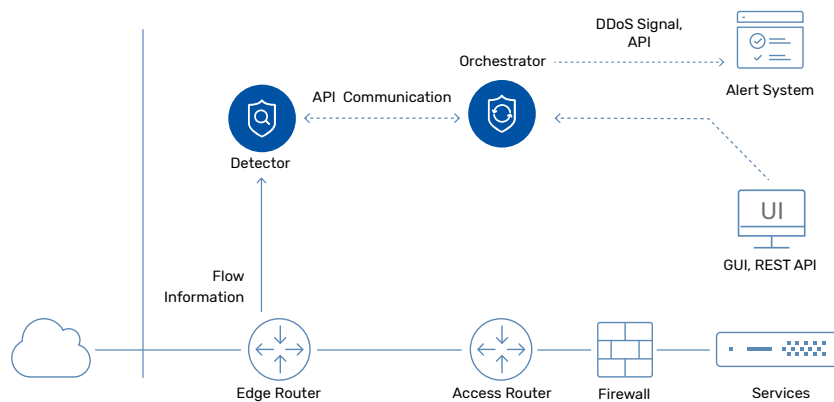 DDoS Signal,
API
Orchestrator
Alert System
API Communication
Detector
UI
GUI, REST API
Flow
Information
Edge Router
Access Router
Firewall
Services